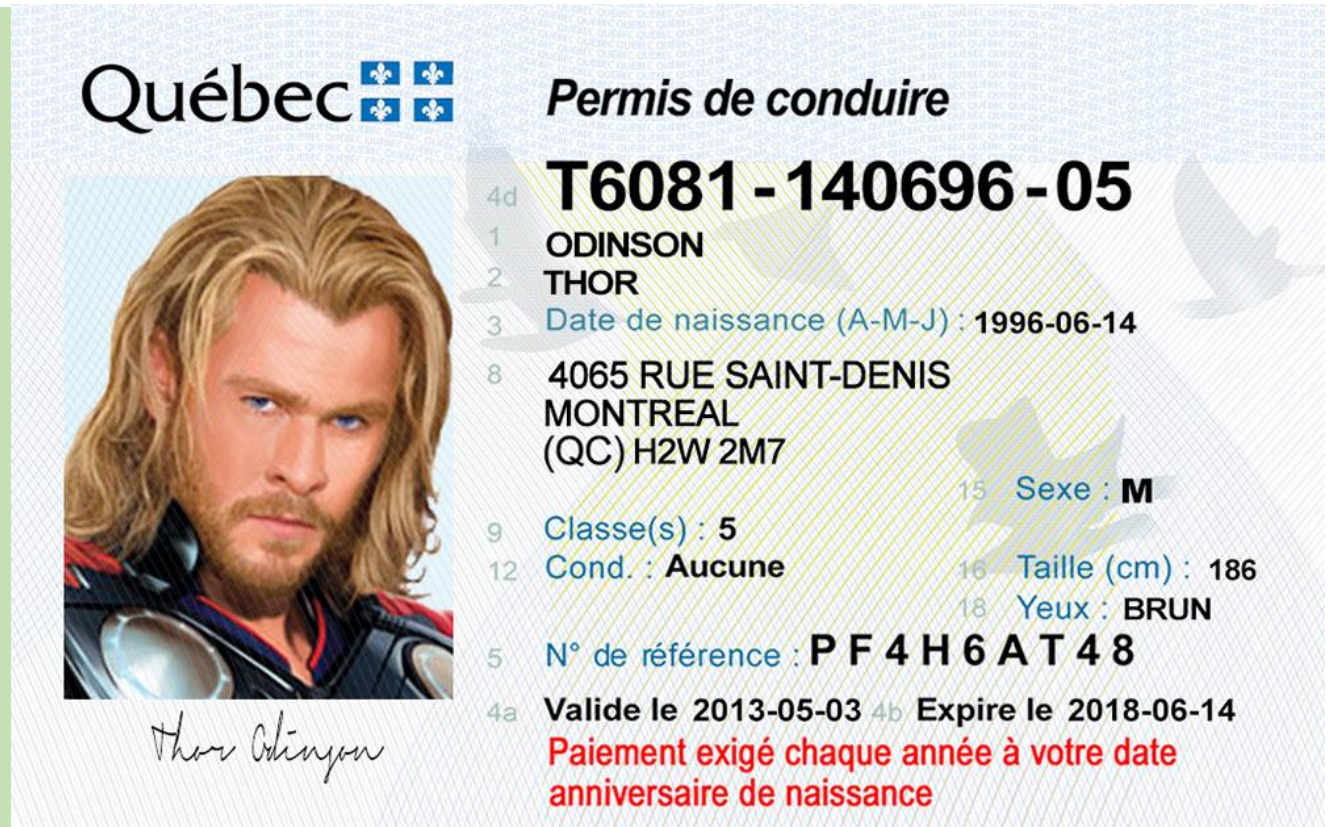 Québec
Permis de conduire
4d T6081-140696-05
1 ODINSON
2 THOR
3 Date de naissance (A-M-J) : 1996-06-14
8 4065 RUE SAINT-DENIS
MONTREAL
(QC) H2W 2M7
15 Sexe : M
9 Classe(s) : 5
12 Cond. : Aucune
16 Taille (cm) : 186
18 Yeux : BRUN
5 N° de référence : P F 4 H 6 A T 4 8
4a Valide le 2013-05-03 4b Expire le 2018-06-14
Paiement exigé chaque année à votre date
anniversaire de naissance
Thor Odinson